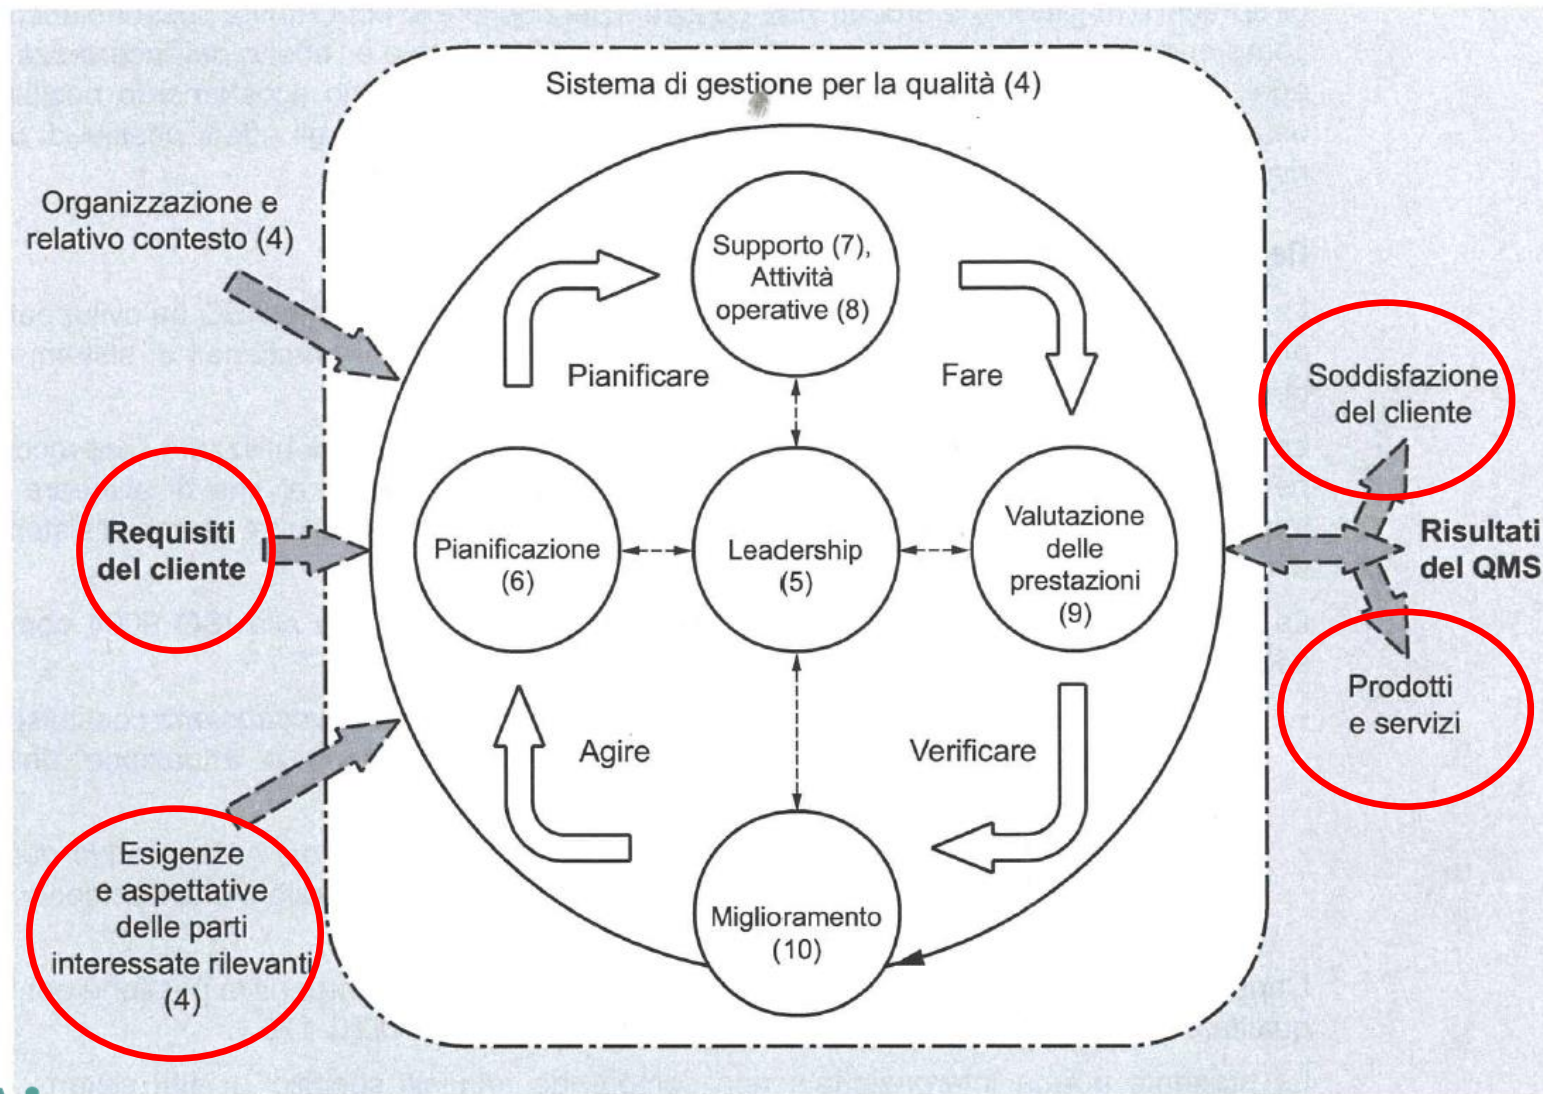 Sistema di gestione per la qualità (4)
Organizzazione e
relativo contesto (4)
Supporto (7),
Attività
operative (8)
Pianificare
Fare
Soddisfazione
del cliente
Requisiti
del cliente
Pianificazione
(6)
Leadership
(5)
Valutazione
delle
prestazioni
(9)
Risultati
del QMS
Prodotti
e servizi
Agire
Verificare
Esigenze
e aspettative
delle parti
interessate rilevanti
(4)
Miglioramento
(10)